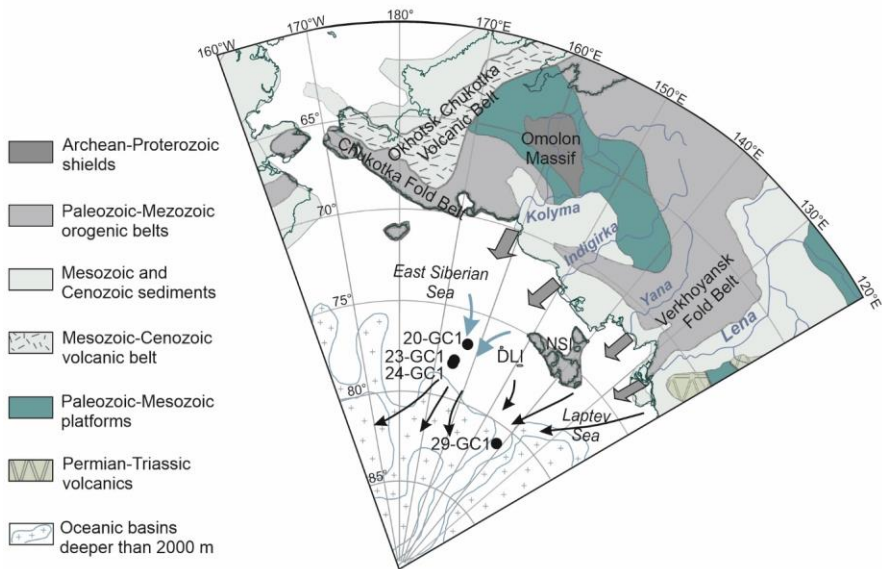 180°
170°W
170°E
160°W
160°E
150°E
140°E
130°E
120°E
65°
70°
75°
80°
85°
Okhotsk Chukotka
Volcanic Belt
Chukotka Fold Belt
Omolon
Massif
Kolyma
Indigirka
Yana
Verkhoyansk
Fold Belt
Lena
East Siberian
Sea
20-GC1
23-GC1
24-GC1
DLI
NSI
Laptev
Sea
29-GC1
Archean-Proterozoic
shields
Paleozoic-Mezozoic
orogenic belts
Mesozoic and
Cenozoic sediments
Mesozoic-Cenozoic
volcanic belt
Paleozoic-Mesozoic
platforms
Permian-Triassic
volcanics
Oceanic basins
deeper than 2000 m